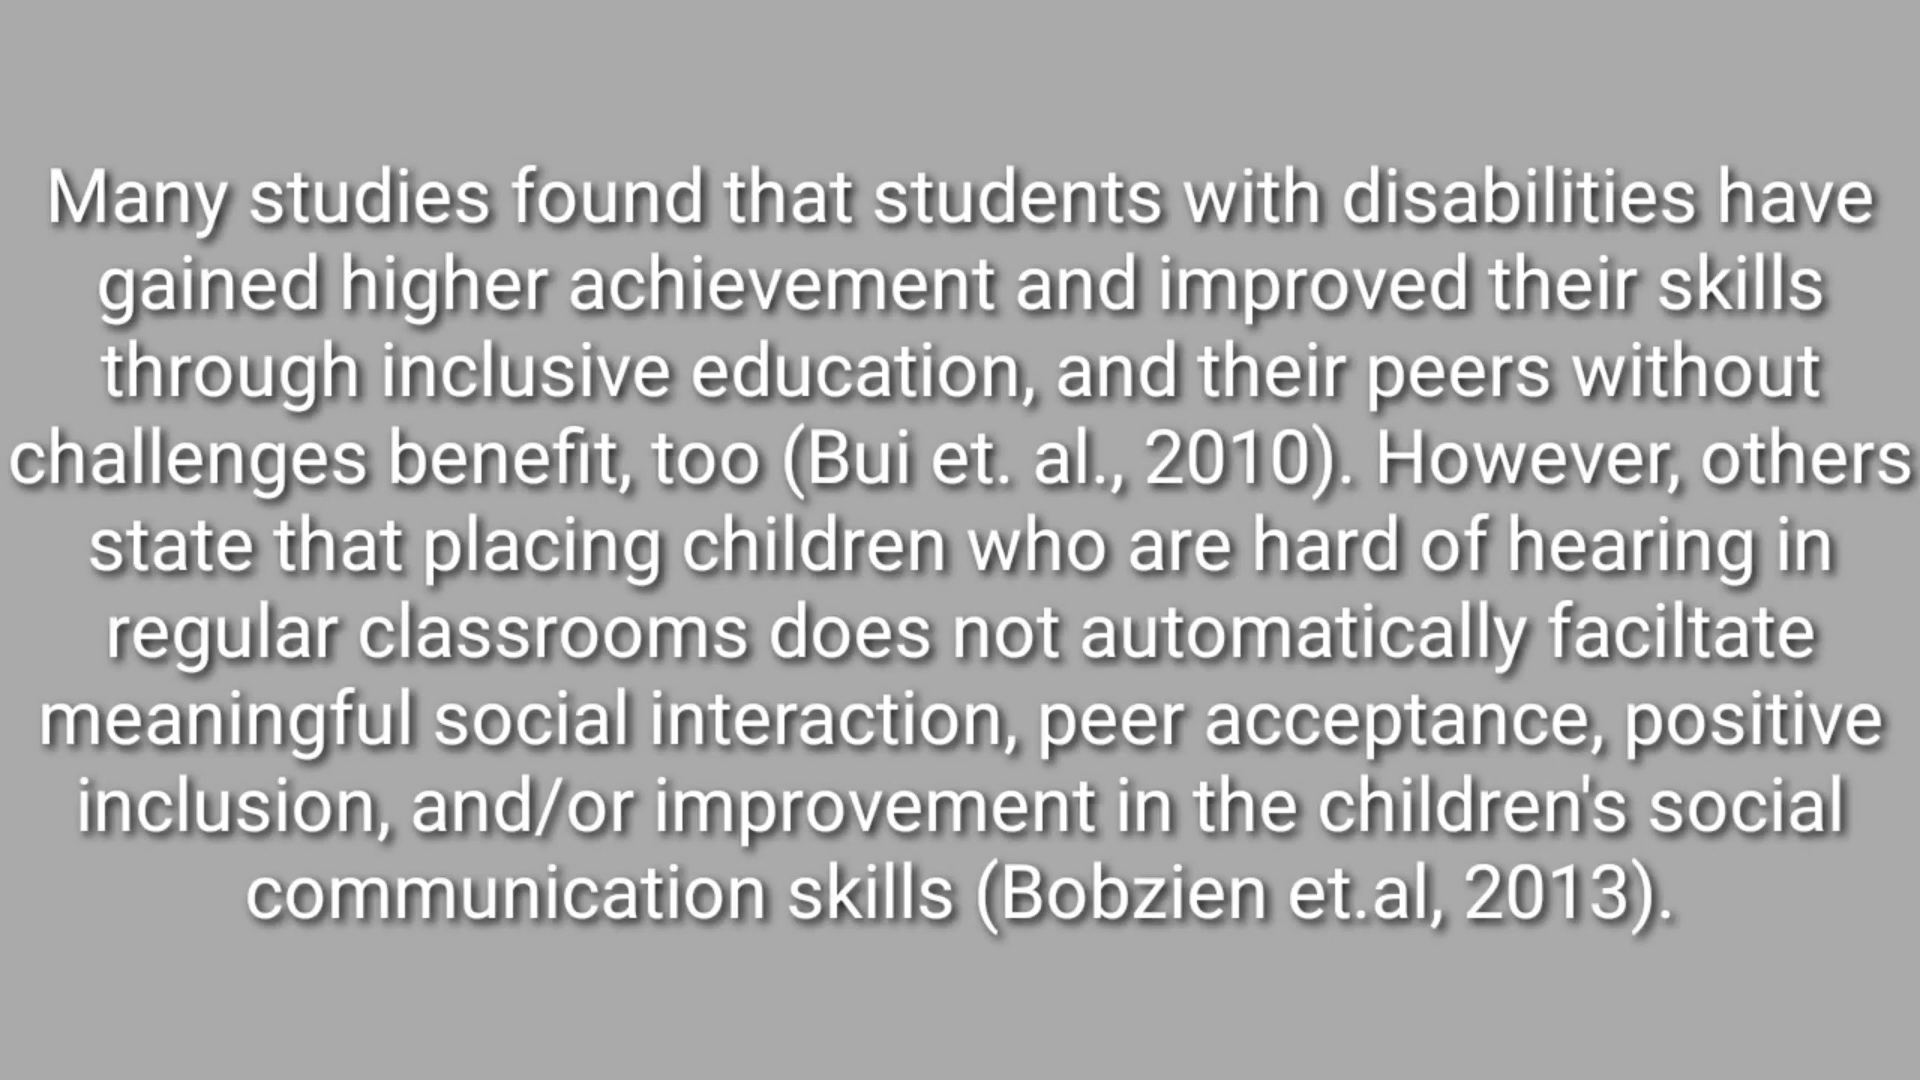 Many studies found that students with disabilities have
gained higher achievement and improved their skills
through inclusive education, and their peers without
challenges benefit, too (Bui et. al., 2010). However, others
state that placing children who are hard of hearing in
regular classrooms does not automatically faciltate
meaningful social interaction, peer acceptance, positive
inclusion, and/or improvement in the children's social
communication skills (Bobzien et.al, 2013).